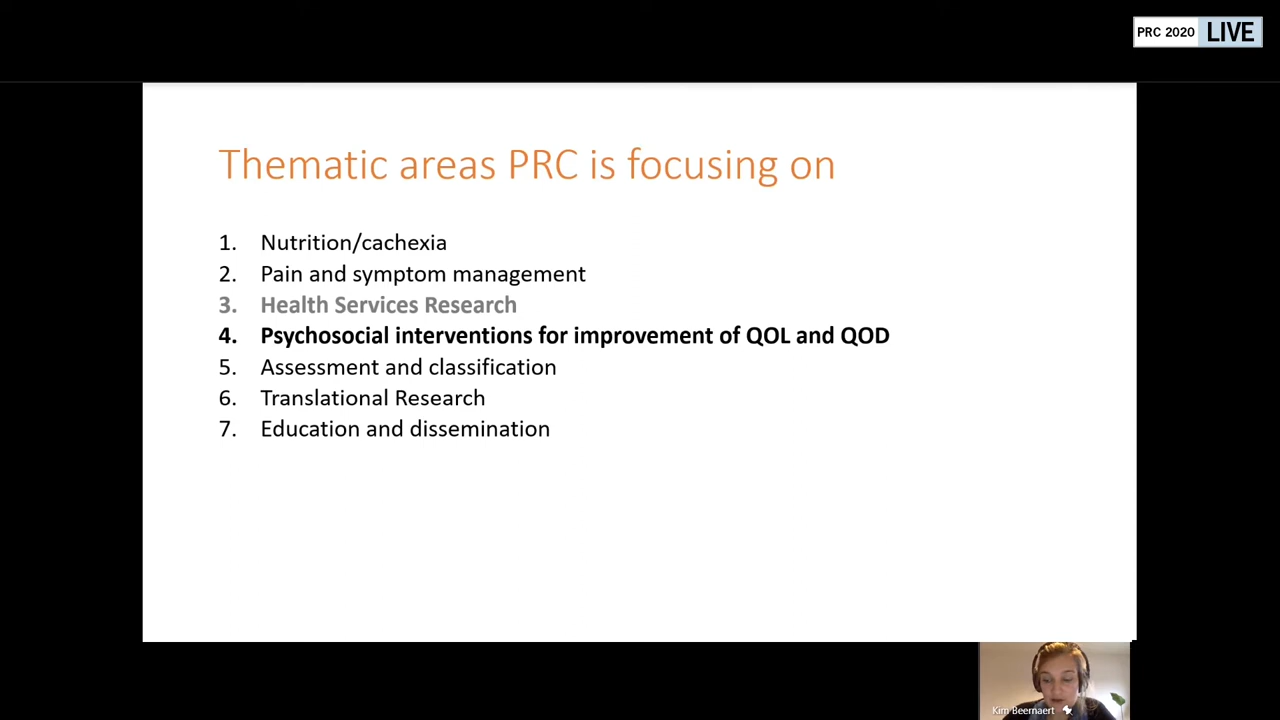 PRC 2020 LIVE
Thematic areas PRC is focusing on
1. Nutrition/cachexia
2. Pain and symptom management
3. Health Services Research
4. Psychosocial interventions for improvement of QOL and QOD
5. Assessment and classification
6. Translational Research
7. Education and dissemination
Kim Beernaert